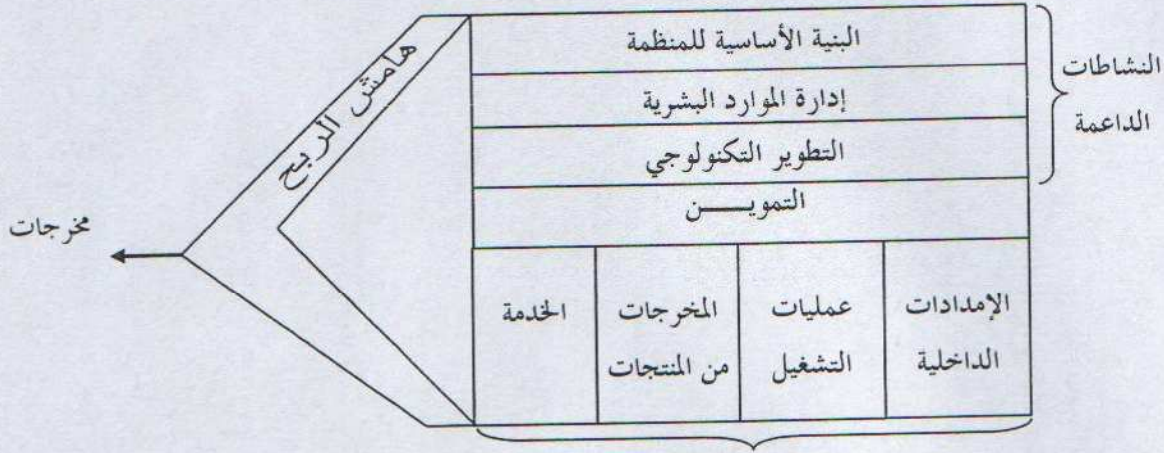 البنية الأساسية للمنظمة
إدارة الموارد البشرية
التطوير التكنولوجي
التمويـــــن
النشاطات
الداعمة
هامش الربح
مخرجات
الإمدادات
الداخلية
عمليات
التشغيل
المخرجات
من المنتجات
الخدمة